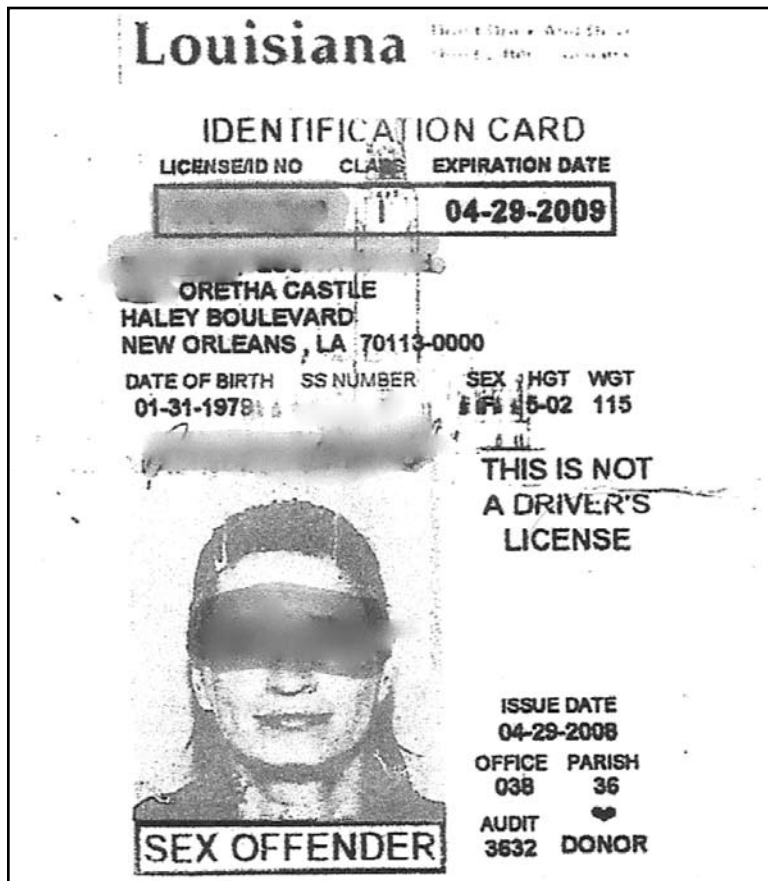 Louisiana
IDENTIFICATION CARD
LICENSE/ID NO CLASS EXPIRATION DATE
04-29-2009
ORETHA CASTLE
HALEY BOULEVARD
NEW ORLEANS, LA 70113-0000
DATE OF BIRTH SS NUMBER SEX HGT WGT
01-31-1978 5-02 115
THIS IS NOT
A DRIVER'S
LICENSE
ISSUE DATE
04-29-2008
OFFICE PARISH
038 36
AUDIT
3632 DONOR
SEX OFFENDER